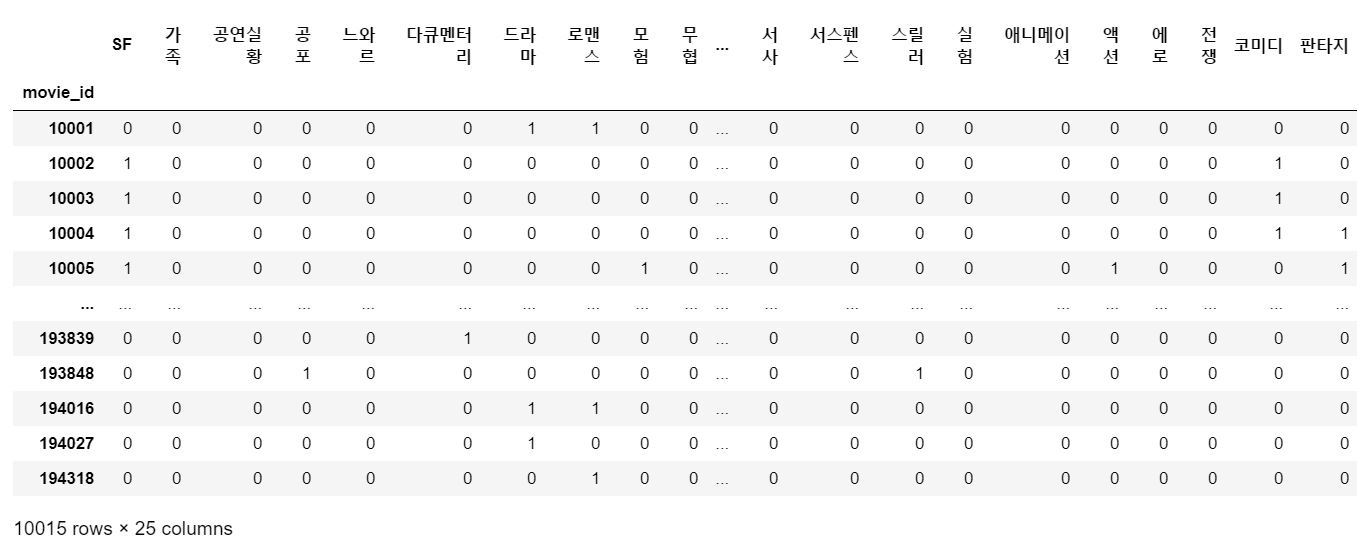 SF 가족 공연실황 공포 느와르 다큐멘터리 드라마 로맨스 모험 무협 ... 서사 서스펜스 스릴러 실험 애니메이션 액션 에로 전쟁 코미디 판타지
movie_id
10001 0 0 0 0 0 0 1 1 0 0 ... 0 0 0 0 0 0 0 0 0 0
10002 1 0 0 0 0 0 0 0 0 0 ... 0 0 0 0 0 0 0 0 1 0
10003 1 0 0 0 0 0 0 0 0 0 ... 0 0 0 0 0 0 0 0 1 0
10004 1 0 0 0 0 0 0 0 0 0 ... 0 0 0 0 0 0 0 0 1 1
10005 1 0 0 0 0 0 0 0 1 0 ... 0 0 0 0 0 1 0 0 0 1
... ... ... ... ... ... ... ... ... ... ... ... ... ... ... ... ... ... ... ... ... ...
193839 0 0 0 0 0 1 0 0 0 0 ... 0 0 0 0 0 0 0 0 0 0
193848 0 0 0 1 0 0 0 0 0 0 ... 0 0 1 0 0 0 0 0 0 0
194016 0 0 0 0 0 0 1 1 0 0 ... 0 0 0 0 0 0 0 0 0 0
194027 0 0 0 0 0 0 1 0 0 0 ... 0 0 0 0 0 0 0 0 0 0
194318 0 0 0 0 0 0 0 1 0 0 ... 0 0 0 0 0 0 0 0 0 0
10015 rows × 25 columns